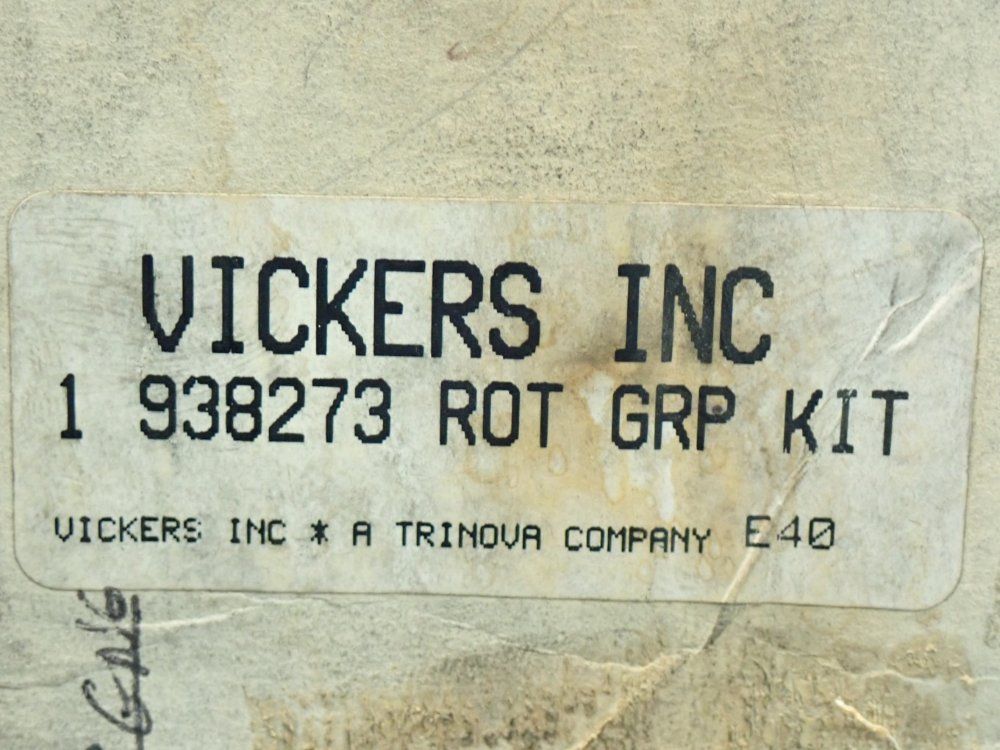 VICKERS INC
1 938273 ROT GRP KIT
VICKERS INC * A TRINOVA COMPANY E40